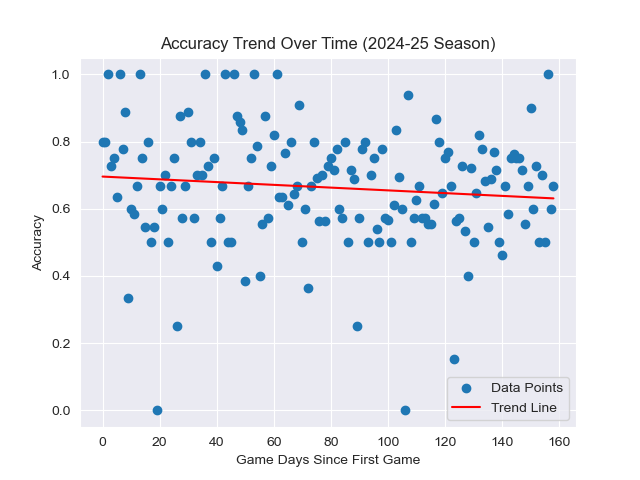 Accuracy Trend Over Time (2024-25 Season)
1.0
0.8
0.6
0.4
0.2
0.0
Accuracy
0 20 40 60 80 100 120 140 160
Game Days Since First Game
Data Points
Trend Line